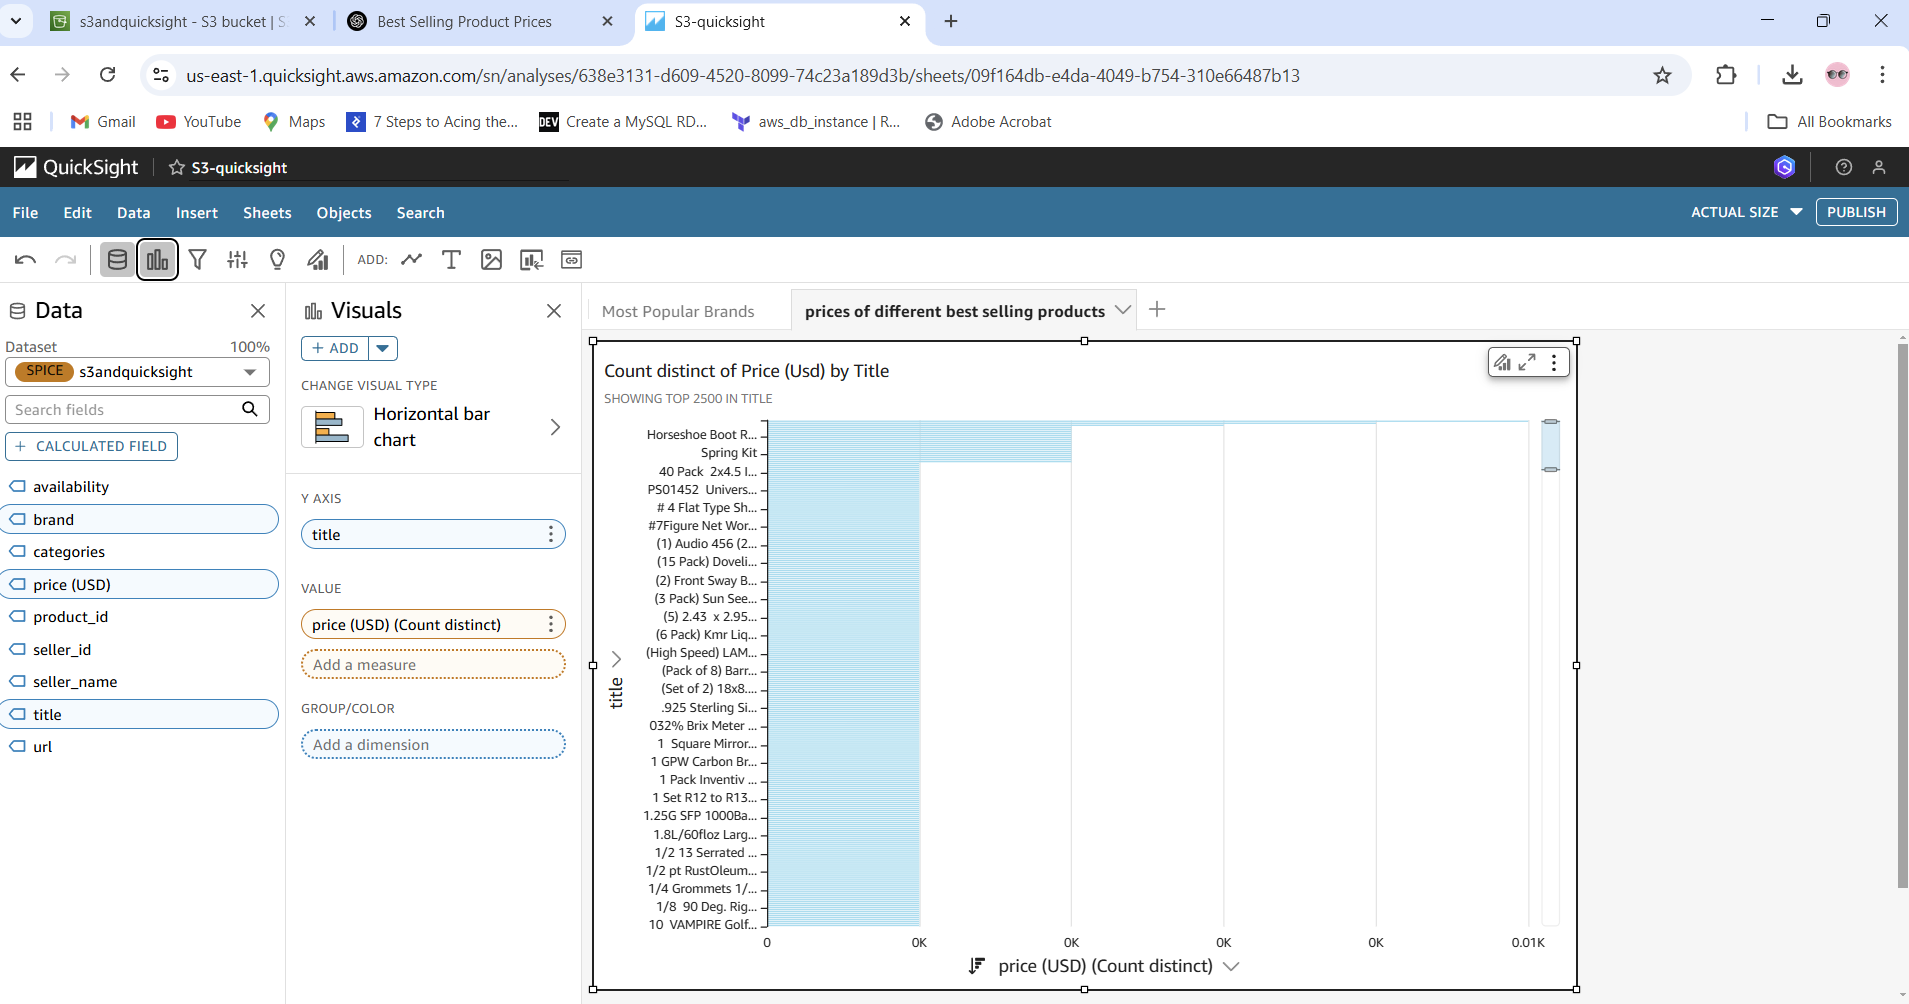 s3andquicksight - S3 bucket | S3
Best Selling Product Prices
S3-quicksight
us-east-1.quicksight.aws.amazon.com/sn/analyses/638e3131-d609-4520-8099-74c23a189d3b/sheets/09f164db-e4da-4049-b754-310e66487b13
Gmail
YouTube
Maps
7 Steps to Acing the...
DEV
Create a MySQL RD...
aws_db_instance | R...
Adobe Acrobat
All Bookmarks
QuickSight
S3-quicksight
File Edit Data Insert Sheets Objects Search
ACTUAL SIZE
PUBLISH
ADD:
Data
Dataset 100%
SPICE s3andquicksight
Search fields
+ CALCULATED FIELD
availability
brand
categories
price (USD)
product_id
seller_id
seller_name
title
url
Visuals
+ ADD
CHANGE VISUAL TYPE
Horizontal bar
chart
Y AXIS
title
VALUE
price (USD) (Count distinct)
Add a measure
GROUP/COLOR
Add a dimension
Most Popular Brands
prices of different best selling products
Count distinct of Price (Usd) by Title
SHOWING TOP 2500 IN TITLE
Horseshoe Boot R...
Spring Kit
40 Pack 2x4.5 I...
PS01452 Univers...
# 4 Flat Type Sh...
#7Figure Net Wor...
(1) Audio 456 (2...
(15 Pack) Doveli...
(2) Front Sway B...
(3 Pack) Sun See...
(5) 2.43 x 2.95...
(6 Pack) Kmr Liq...
(High Speed) LAM...
(Pack of 8) Barr...
(Set of 2) 18x8....
.925 Sterling Si...
032% Brix Meter ...
1 Square Mirror...
1 GPW Carbon Br...
1 Pack Inventiv ...
1 Set R12 to R13...
1.25G SFP 1000Ba...
1.8L/60floz Larg...
1/2 13 Serrated ...
1/2 pt RustOleum...
1/4 Grommets 1/...
1/8 90 Deg. Rig...
10 VAMPIRE Golf...
title
0 0K 0K 0K 0K 0.01K
price (USD) (Count distinct)